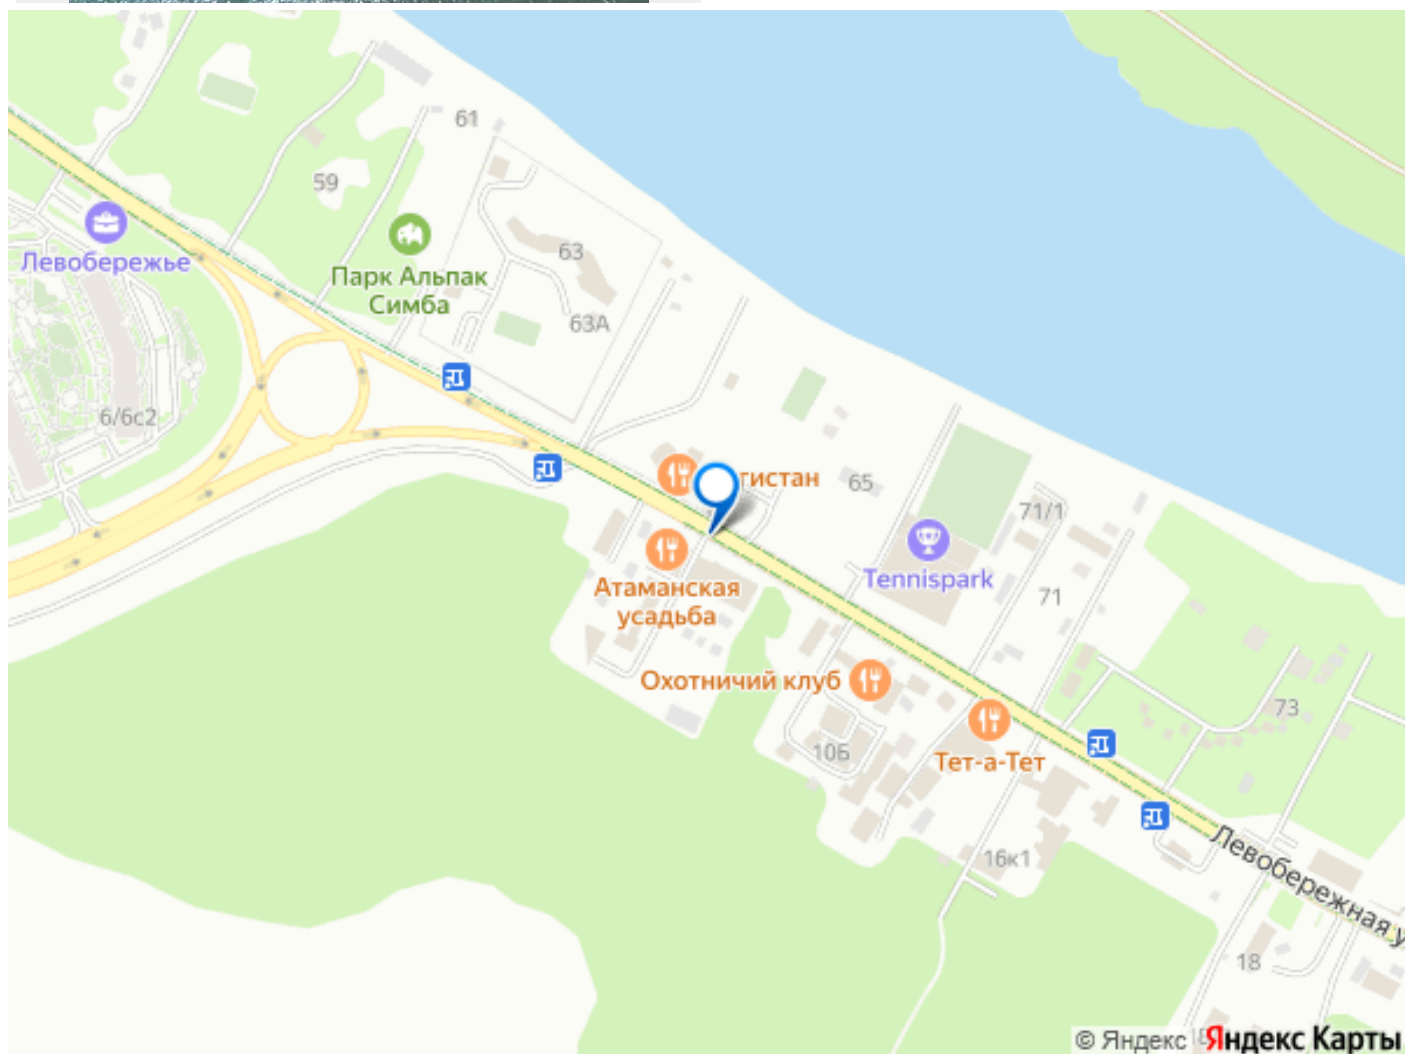 61
59
Левобережье
Парк Альпак
Симба
63
63А
6/6с2
гистан
65
71/1
Tennispark
71
Атаманская
усадьба
Охотничий клуб
73
10Б
Тет-а-Тет
16к1
Левобережная у
18
© Яндекс
Яндекс Карты